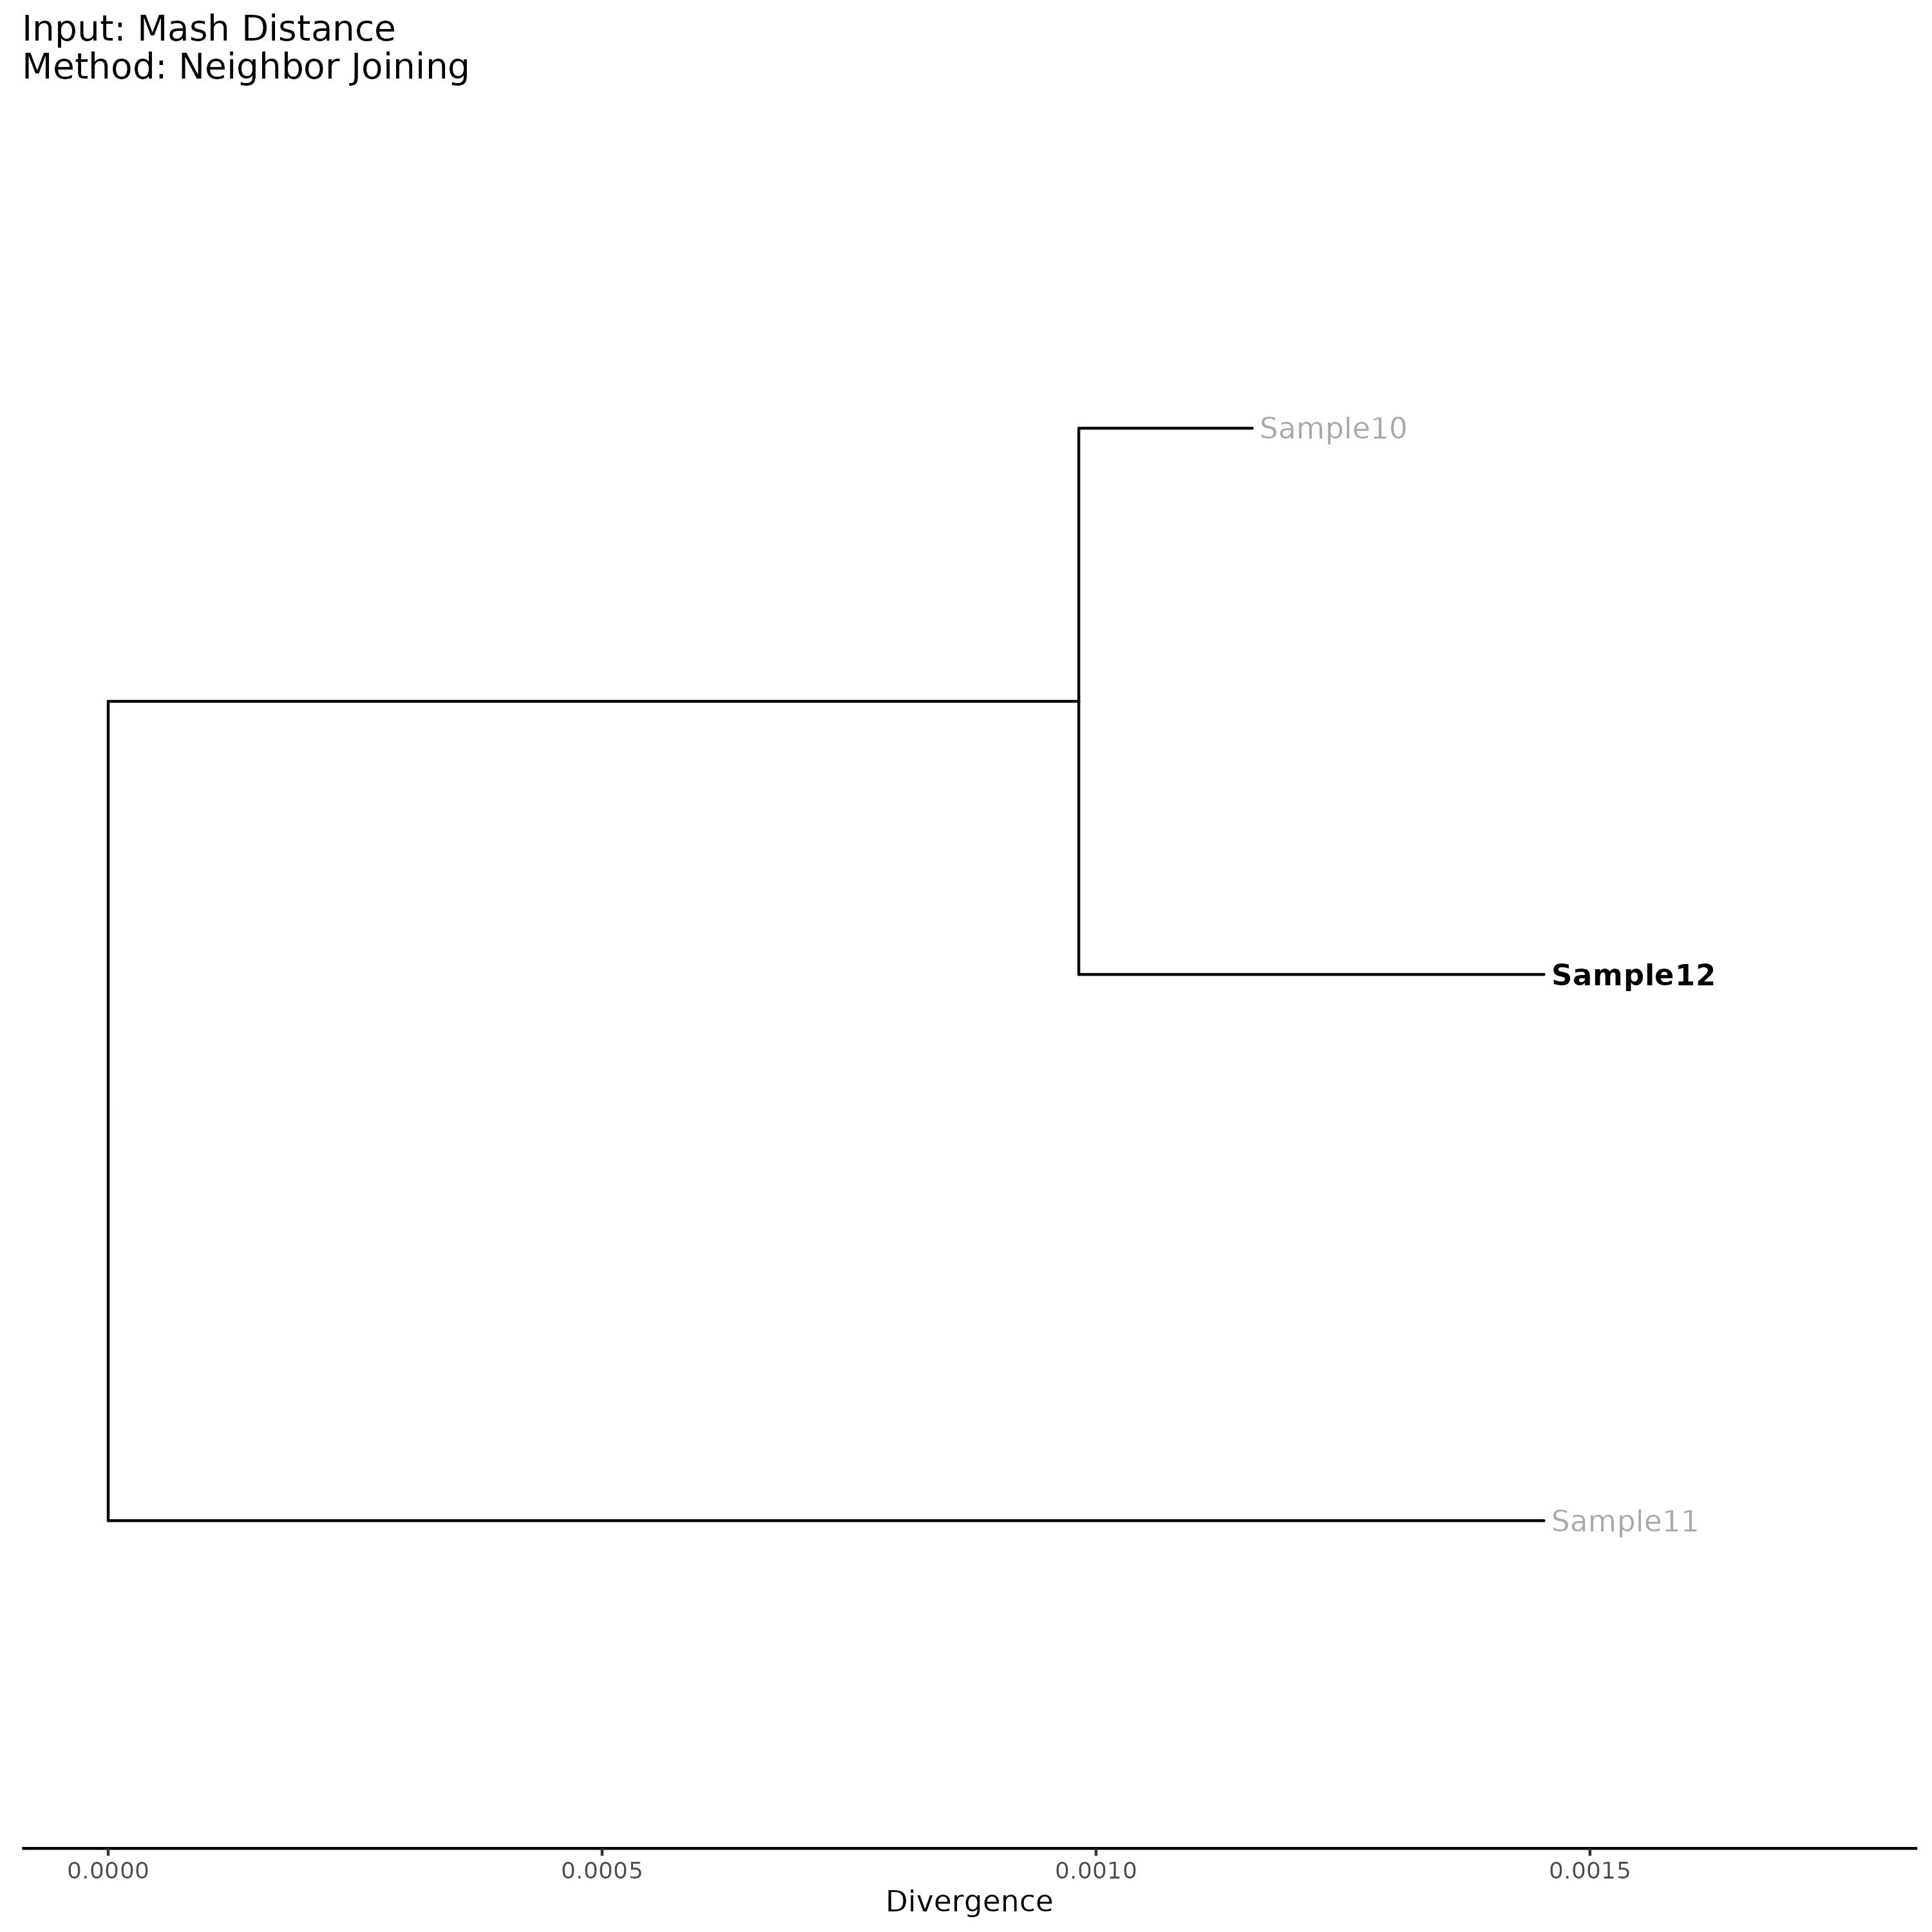 Input: Mash Distance
Method: Neighbor Joining
Sample10
Sample12
Sample11
0.0000 0.0005 0.0010 0.0015
Divergence